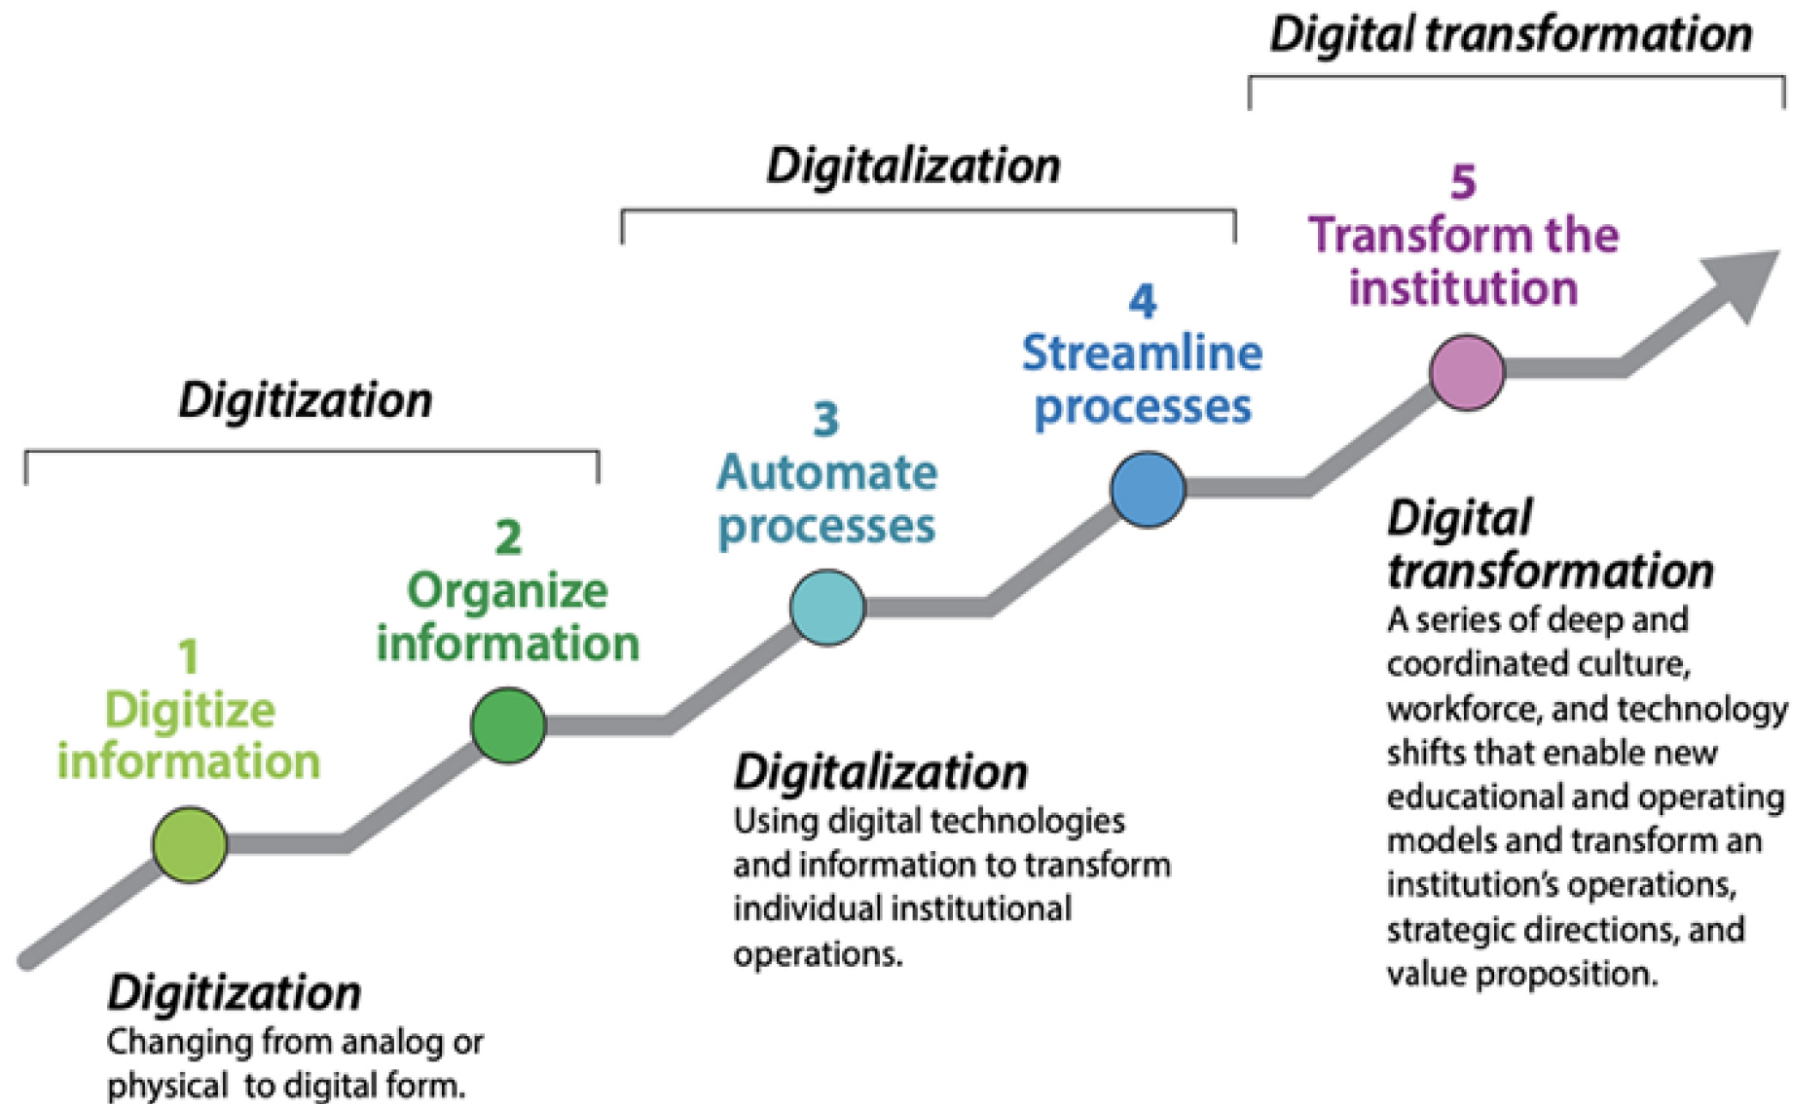 Digital transformation
Digitalization
Digitization
1
Digitize
information
2
Organize
information
3
Automate
processes
4
Streamline
processes
5
Transform the
institution
Digitization
Changing from analog or
physical to digital form.
Digitalization
Using digital technologies
and information to transform
individual institutional
operations.
Digital
transformation
A series of deep and
coordinated culture,
workforce, and technology
shifts that enable new
educational and operating
models and transform an
institution’s operations,
strategic directions, and
value proposition.